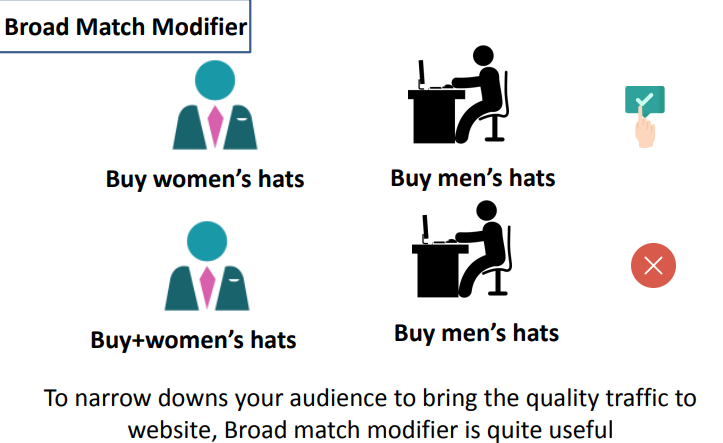 Broad Match Modifier
Buy women’s hats
Buy men’s hats
Buy+women’s hats
Buy men’s hats
To narrow downs your audience to bring the quality traffic to
website, Broad match modifier is quite useful